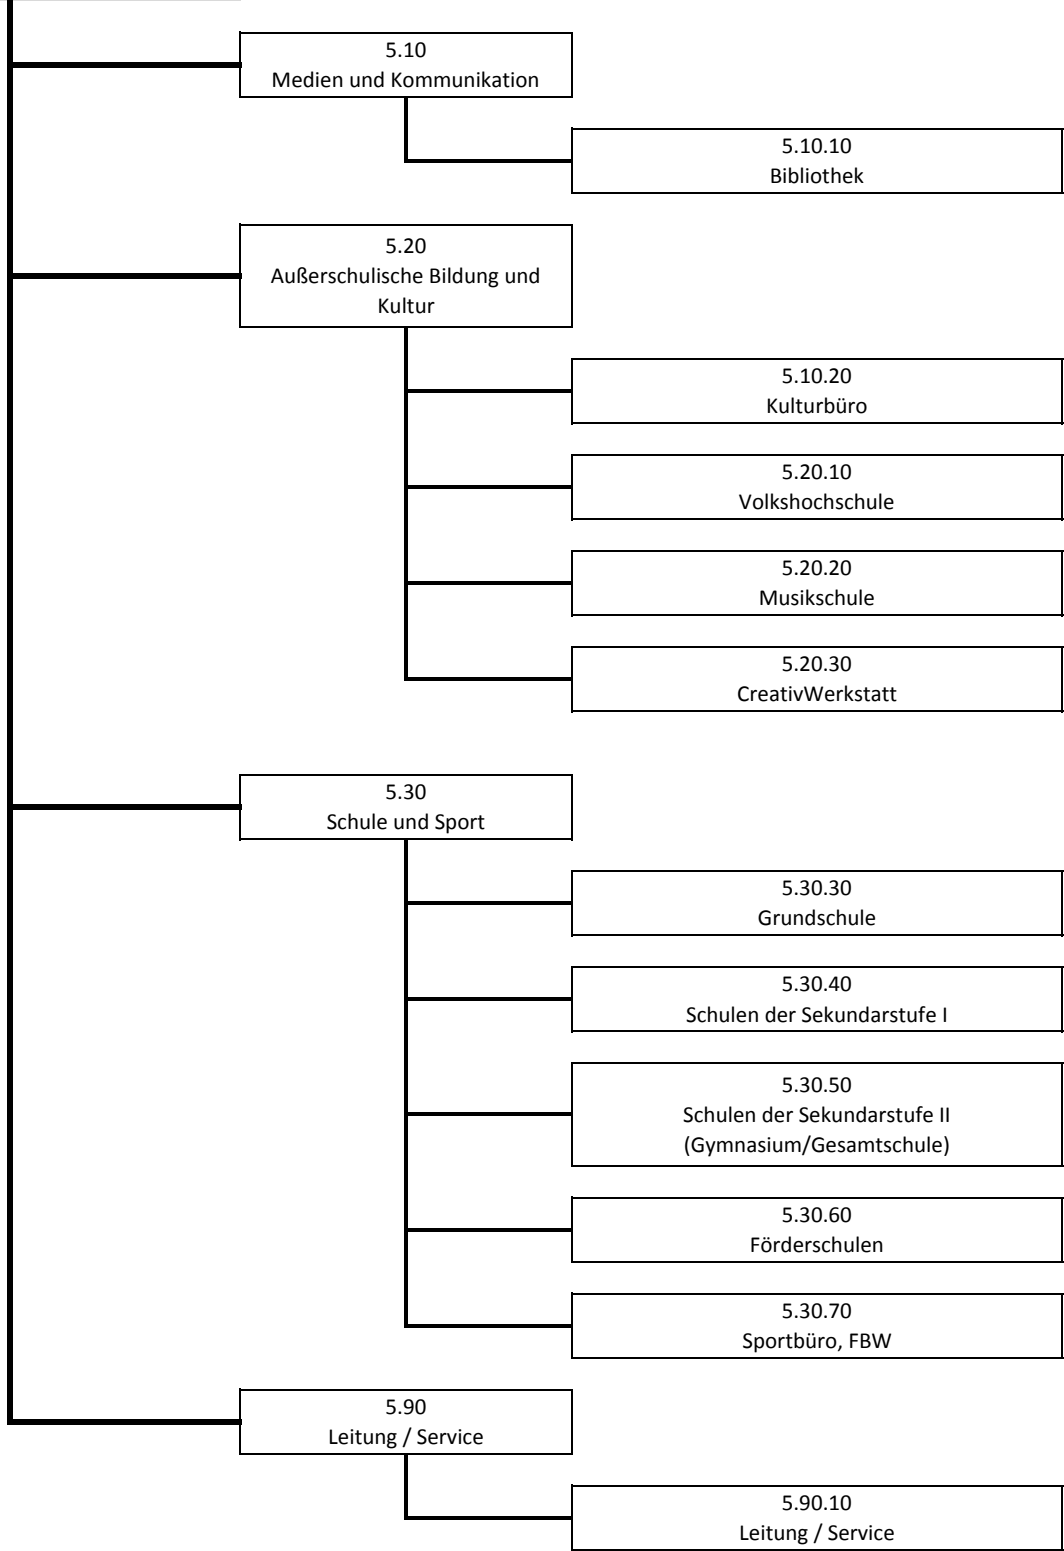 5.10
Medien und Kommunikation
5.10.10
Bibliothek
5.20
Außerschulische Bildung und
Kultur
5.10.20
Kulturbüro
5.20.10
Volkshochschule
5.20.20
Musikschule
5.20.30
CreativWerkstatt
5.30
Schule und Sport
5.30.30
Grundschule
5.30.40
Schulen der Sekundarstufe I
5.30.50
Schulen der Sekundarstufe II
(Gymnasium/Gesamtschule)
5.30.60
Förderschulen
5.30.70
Sportbüro, FBW
5.90
Leitung / Service
5.90.10
Leitung / Service